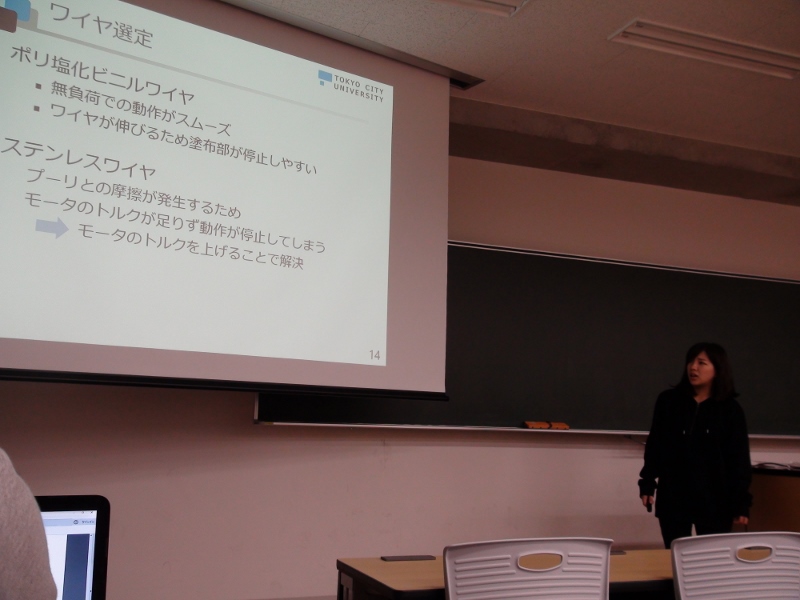 ワイヤ選定
TOKYO CITY
UNIVERSITY
ポリ塩化ビニルワイヤ
▪ 無負荷での動作がスムーズ
▪ ワイヤが伸びるため塗布部が停止しやすい
ステンレスワイヤ
プーリとの摩擦が発生するため
モータのトルクが足りず動作が停止してしまう
モータのトルクを上げることで解決
14